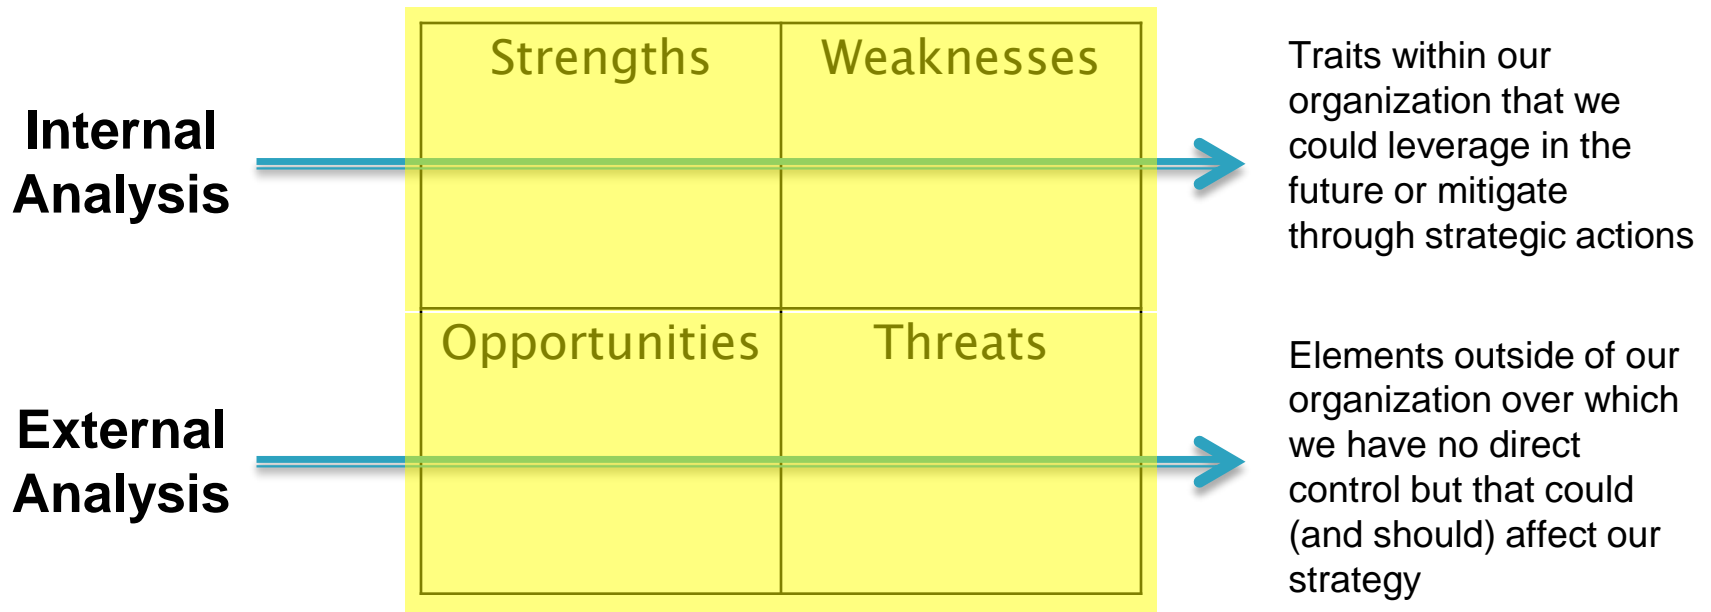 Strengths
Weaknesses
Internal
Analysis
Traits within our
organization that we
could leverage in the
future or mitigate
through strategic actions
Opportunities
Threats
External
Analysis
Elements outside of our
organization over which
we have no direct
control but that could
(and should) affect our
strategy